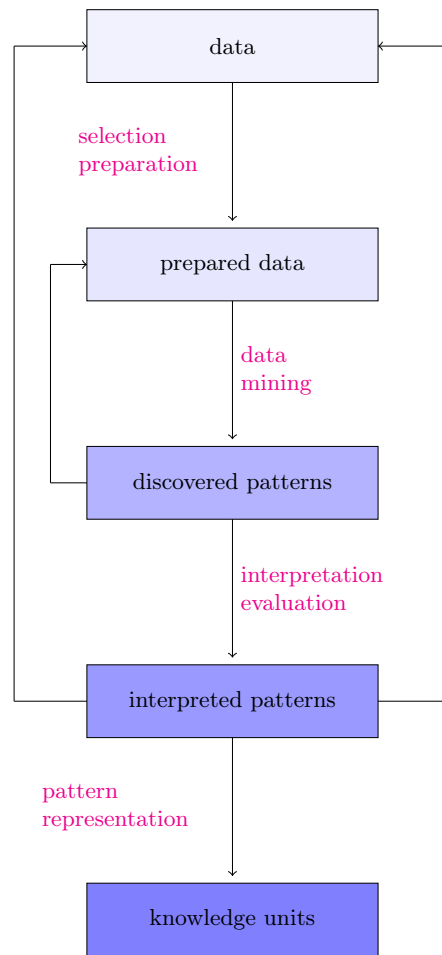 data
selection
preparation
prepared data
data
mining
discovered patterns
interpretation
evaluation
interpreted patterns
pattern
representation
knowledge units